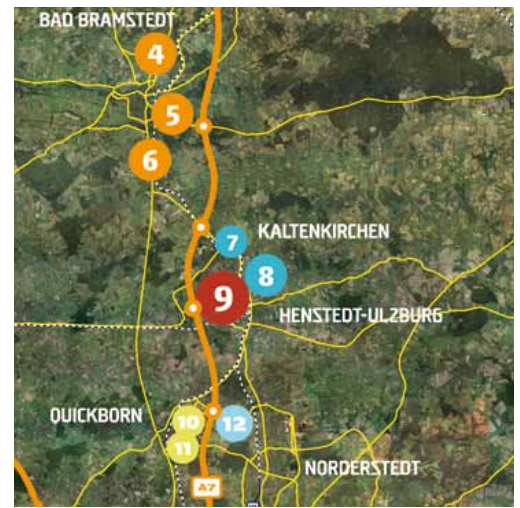 BAD BRAMSTEDT
4
5
6
7
KALTENKIRCHEN
8
9
HENSTEDT-ULZBURG
QUICKBORN
10
12
11
NORDERSTEDT
A7